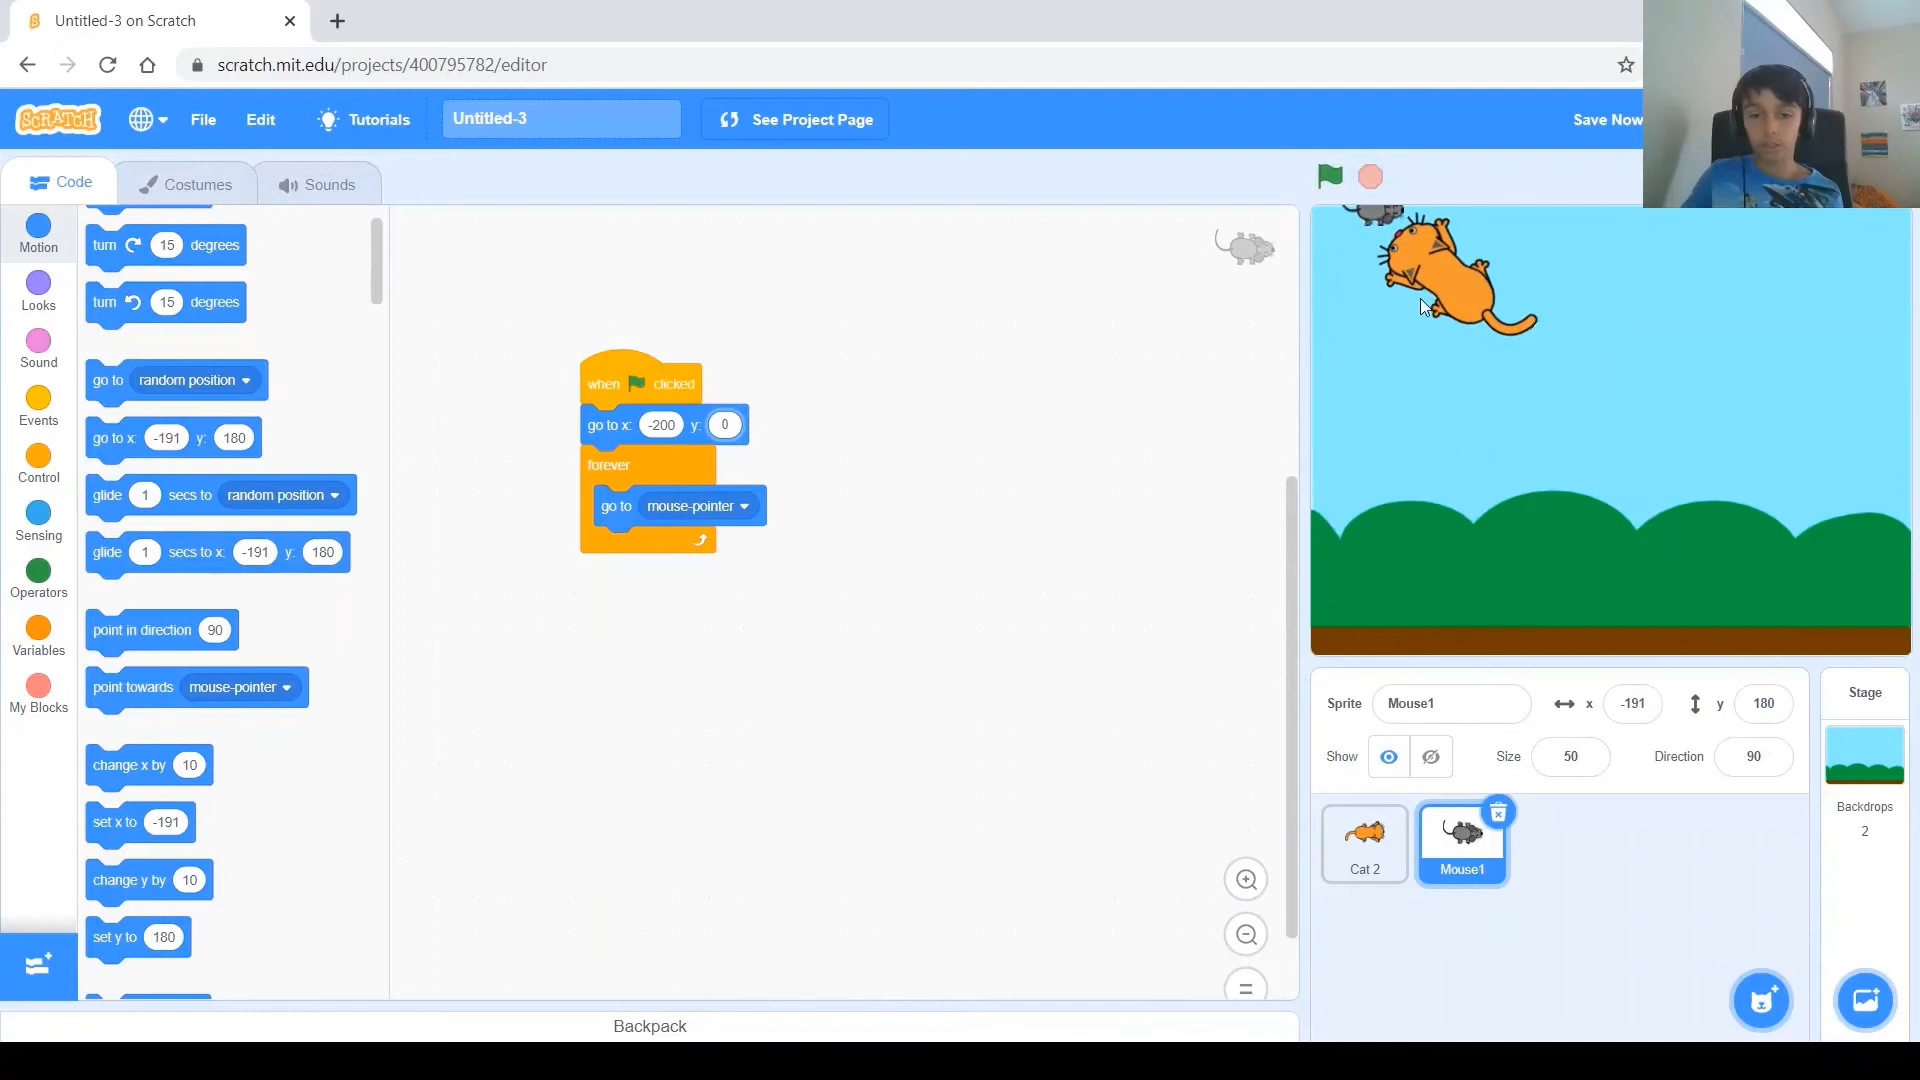 Untitled-3 on Scratch
scratch.mit.edu/projects/400795782/editor
SCRATCH
File
Edit
Tutorials
Untitled-3
See Project Page
Save Now
Code
Costumes
Sounds
Motion
Looks
Sound
Events
Control
Sensing
Operators
Variables
My Blocks
turn 15 degrees
turn 15 degrees
go to random position
go to x: -191 y: 180
glide 1 secs to random position
glide 1 secs to x: -191 y: 180
point in direction 90
point towards mouse-pointer
change x by 10
set x to -191
change y by 10
set y to 180
when clicked
go to x: -200 y: 0
forever
go to mouse-pointer
Sprite Mouse1 x -191 y 180
Show Size 50 Direction 90
Cat 2
Mouse1
Stage
Backdrops
2
Backpack